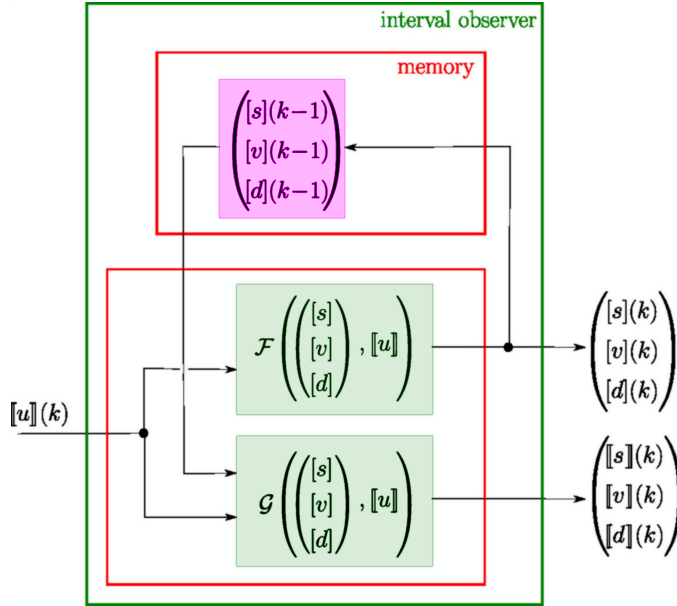 interval observer
memory
[s](k−1)
[v](k−1)
[d](k−1)
ℱ ( ( [s]
[v]
[d] ) , ⟦u⟧ )
[s](k)
[v](k)
[d](k)
⟦u⟧(k)
𝒢 ( ( [s]
[v]
[d] ) , ⟦u⟧ )
⟦s⟧(k)
⟦v⟧(k)
⟦d⟧(k)